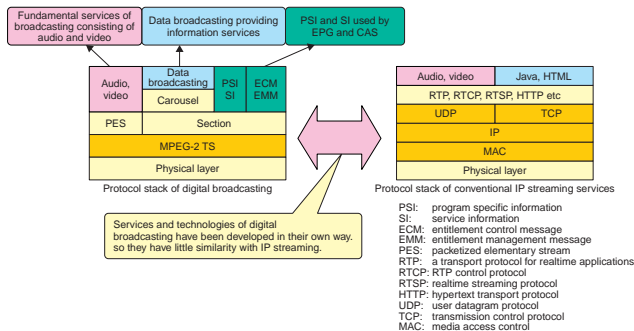 Fundamental services of
broadcasting consisting of
audio and video
Data broadcasting providing
information services
PSI and SI used by
EPG and CAS
Audio,
video
Data
broadcasting
Carousel
PSI
SI
ECM
EMM
PES
Section
MPEG-2 TS
Physical layer
Protocol stack of digital broadcasting
Audio, video
Java, HTML
RTP, RTCP, RTSP, HTTP etc
UDP
TCP
IP
MAC
Physical layer
Protocol stack of conventional IP streaming services
Services and technologies of digital
broadcasting have been developed in their own way.
so they have little similarity with IP streaming.
PSI: program specific information
SI: service information
ECM: entitlement control message
EMM: entitlement management message
PES: packetized elementary stream
RTP: a transport protocol for realtime applications
RTCP: RTP control protocol
RTSP: realtime streaming protocol
HTTP: hypertext transport protocol
UDP: user datagram protocol
TCP: transmission control protocol
MAC: media access control